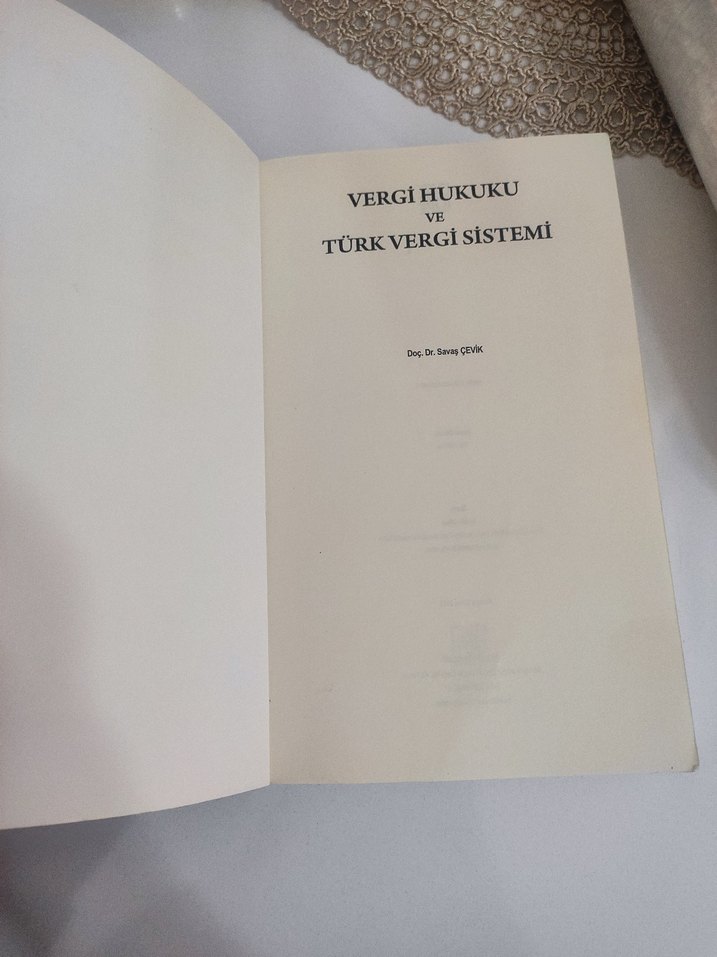 VERGİ HUKUKU
VE
TÜRK VERGİ SİSTEMİ
Doç. Dr. Savaş ÇEVİK